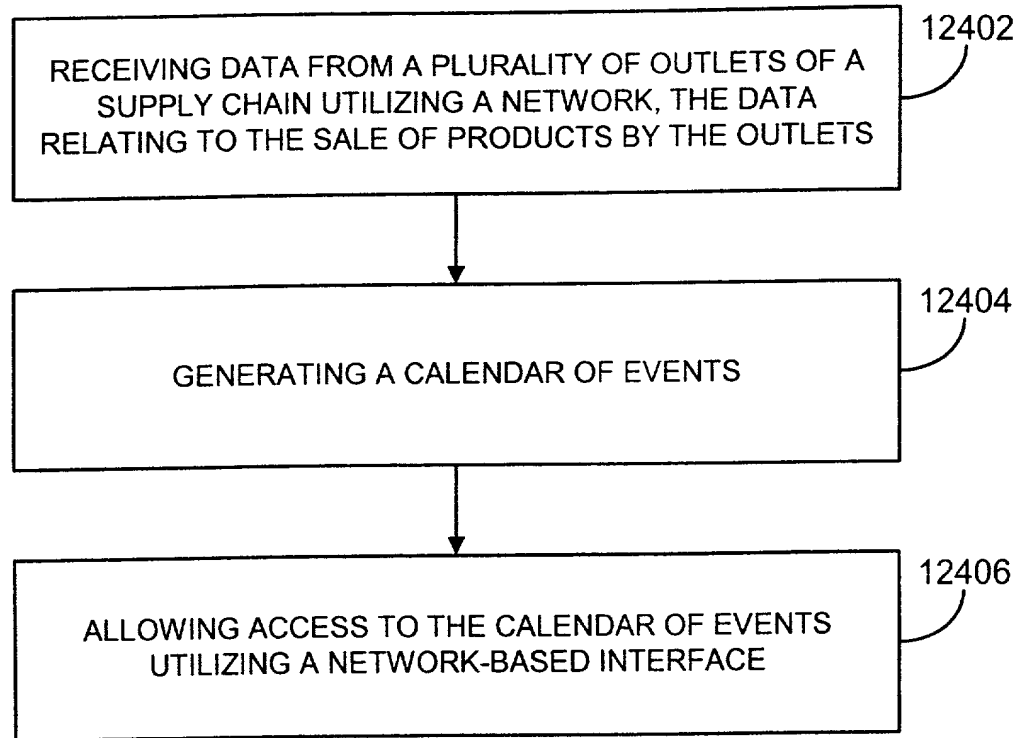 12402
RECEIVING DATA FROM A PLURALITY OF OUTLETS OF A
SUPPLY CHAIN UTILIZING A NETWORK, THE DATA
RELATING TO THE SALE OF PRODUCTS BY THE OUTLETS
12404
GENERATING A CALENDAR OF EVENTS
12406
ALLOWING ACCESS TO THE CALENDAR OF EVENTS
UTILIZING A NETWORK-BASED INTERFACE